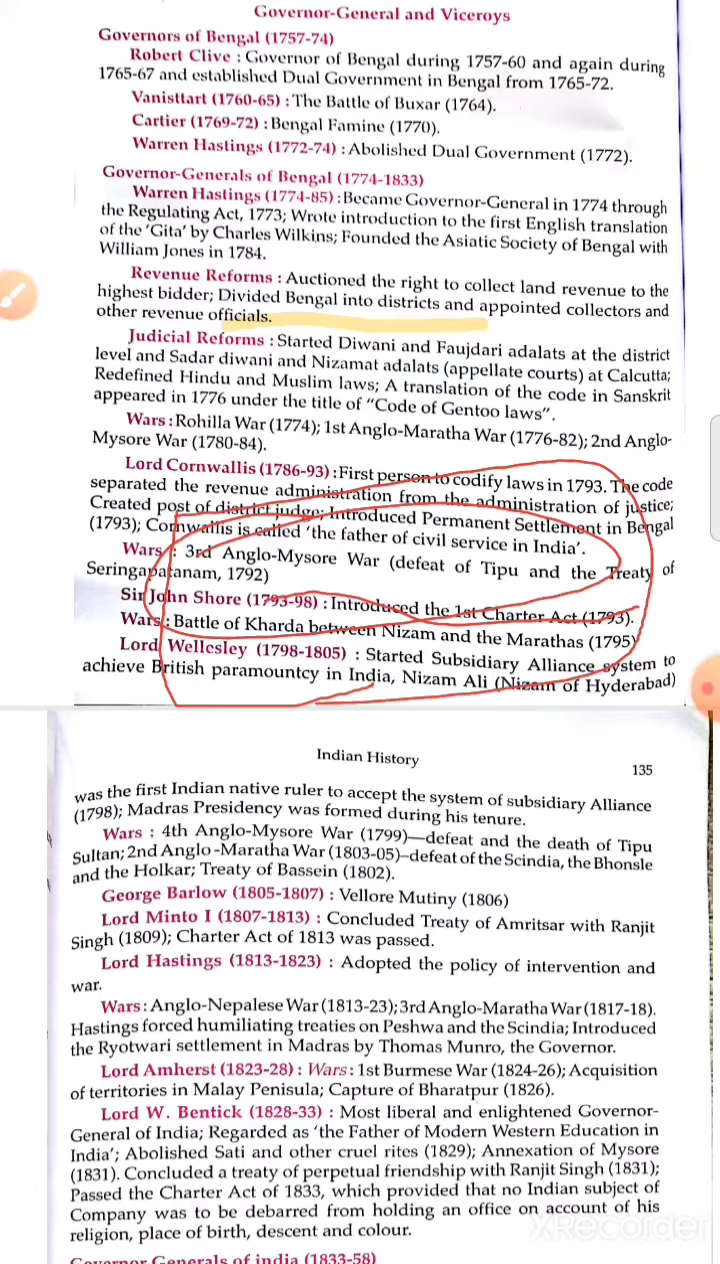 Governor-General and Viceroys
Governors of Bengal (1757-74)
Robert Clive : Governor of Bengal during 1757-60 and again during
1765-67 and established Dual Government in Bengal from 1765-72.
Vanisttart (1760-65) : The Battle of Buxar (1764).
Cartier (1769-72) : Bengal Famine (1770).
Warren Hastings (1772-74) : Abolished Dual Government (1772).
Governor-Generals of Bengal (1774-1833)
Warren Hastings (1774-85) : Became Governor-General in 1774 through
the Regulating Act, 1773; Wrote introduction to the first English translation
of the ‘Gita’ by Charles Wilkins; Founded the Asiatic Society of Bengal with
William Jones in 1784.
Revenue Reforms : Auctioned the right to collect land revenue to the
highest bidder; Divided Bengal into districts and appointed collectors and
other revenue officials.
Judicial Reforms : Started Diwani and Faujdari adalats at the district
level and Sadar diwani and Nizamat adalats (appellate courts) at Calcutta;
Redefined Hindu and Muslim laws; A translation of the code in Sanskrit
appeared in 1776 under the title of “Code of Gentoo laws”.
Wars : Rohilla War (1774); 1st Anglo-Maratha War (1776-82); 2nd Anglo-
Mysore War (1780-84).
Lord Cornwallis (1786-93) : First person to codify laws in 1793. The code
separated the revenue administration from the administration of justice;
Created post of district judge; Introduced Permanent Settlement in Bengal
(1793); Cornwallis is called ‘the father of civil service in India’.
Wars : 3rd Anglo-Mysore War (defeat of Tipu and the Treaty of
Seringapatanam, 1792)
Sir John Shore (1793-98) : Introduced the 1st Charter Act (1793).
Wars : Battle of Kharda between Nizam and the Marathas (1795)
Lord Wellesley (1798-1805) : Started Subsidiary Alliance system to
achieve British paramountcy in India, Nizam Ali (Nizam of Hyderabad)
Indian History
135
was the first Indian native ruler to accept the system of subsidiary Alliance
(1798); Madras Presidency was formed during his tenure.
Wars : 4th Anglo-Mysore War (1799)—defeat and the death of Tipu
Sultan; 2nd Anglo-Maratha War (1803-05)–defeat of the Scindia, the Bhonsle
and the Holkar; Treaty of Bassein (1802).
George Barlow (1805-1807) : Vellore Mutiny (1806)
Lord Minto I (1807-1813) : Concluded Treaty of Amritsar with Ranjit
Singh (1809); Charter Act of 1813 was passed.
Lord Hastings (1813-1823) : Adopted the policy of intervention and
war.
Wars : Anglo-Nepalese War (1813-23); 3rd Anglo-Maratha War (1817-18).
Hastings forced humiliating treaties on Peshwa and the Scindia; Introduced
the Ryotwari settlement in Madras by Thomas Munro, the Governor.
Lord Amherst (1823-28) : Wars : 1st Burmese War (1824-26); Acquisition
of territories in Malay Penisula; Capture of Bharatpur (1826).
Lord W. Bentick (1828-33) : Most liberal and enlightened Governor-
General of India; Regarded as ‘the Father of Modern Western Education in
India’; Abolished Sati and other cruel rites (1829); Annexation of Mysore
(1831). Concluded a treaty of perpetual friendship with Ranjit Singh (1831);
Passed the Charter Act of 1833, which provided that no Indian subject of
Company was to be debarred from holding an office on account of his
religion, place of birth, descent and colour.
XRecorder
Governor Generals of india (1833-58)